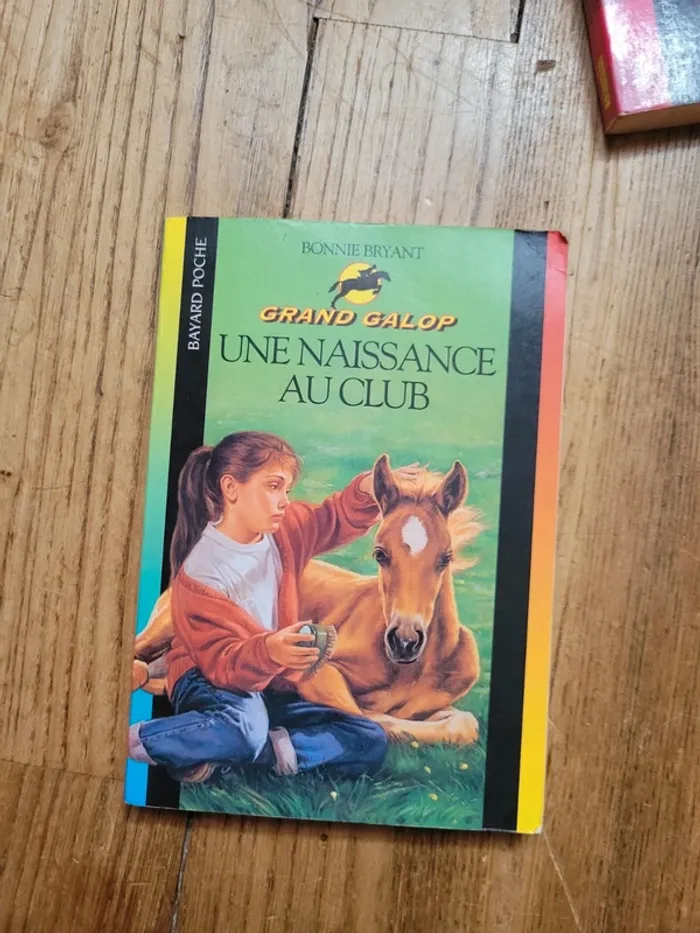 BAYARD POCHE
BONNIE BRYANT
GRAND GALOP
UNE NAISSANCE
AU CLUB